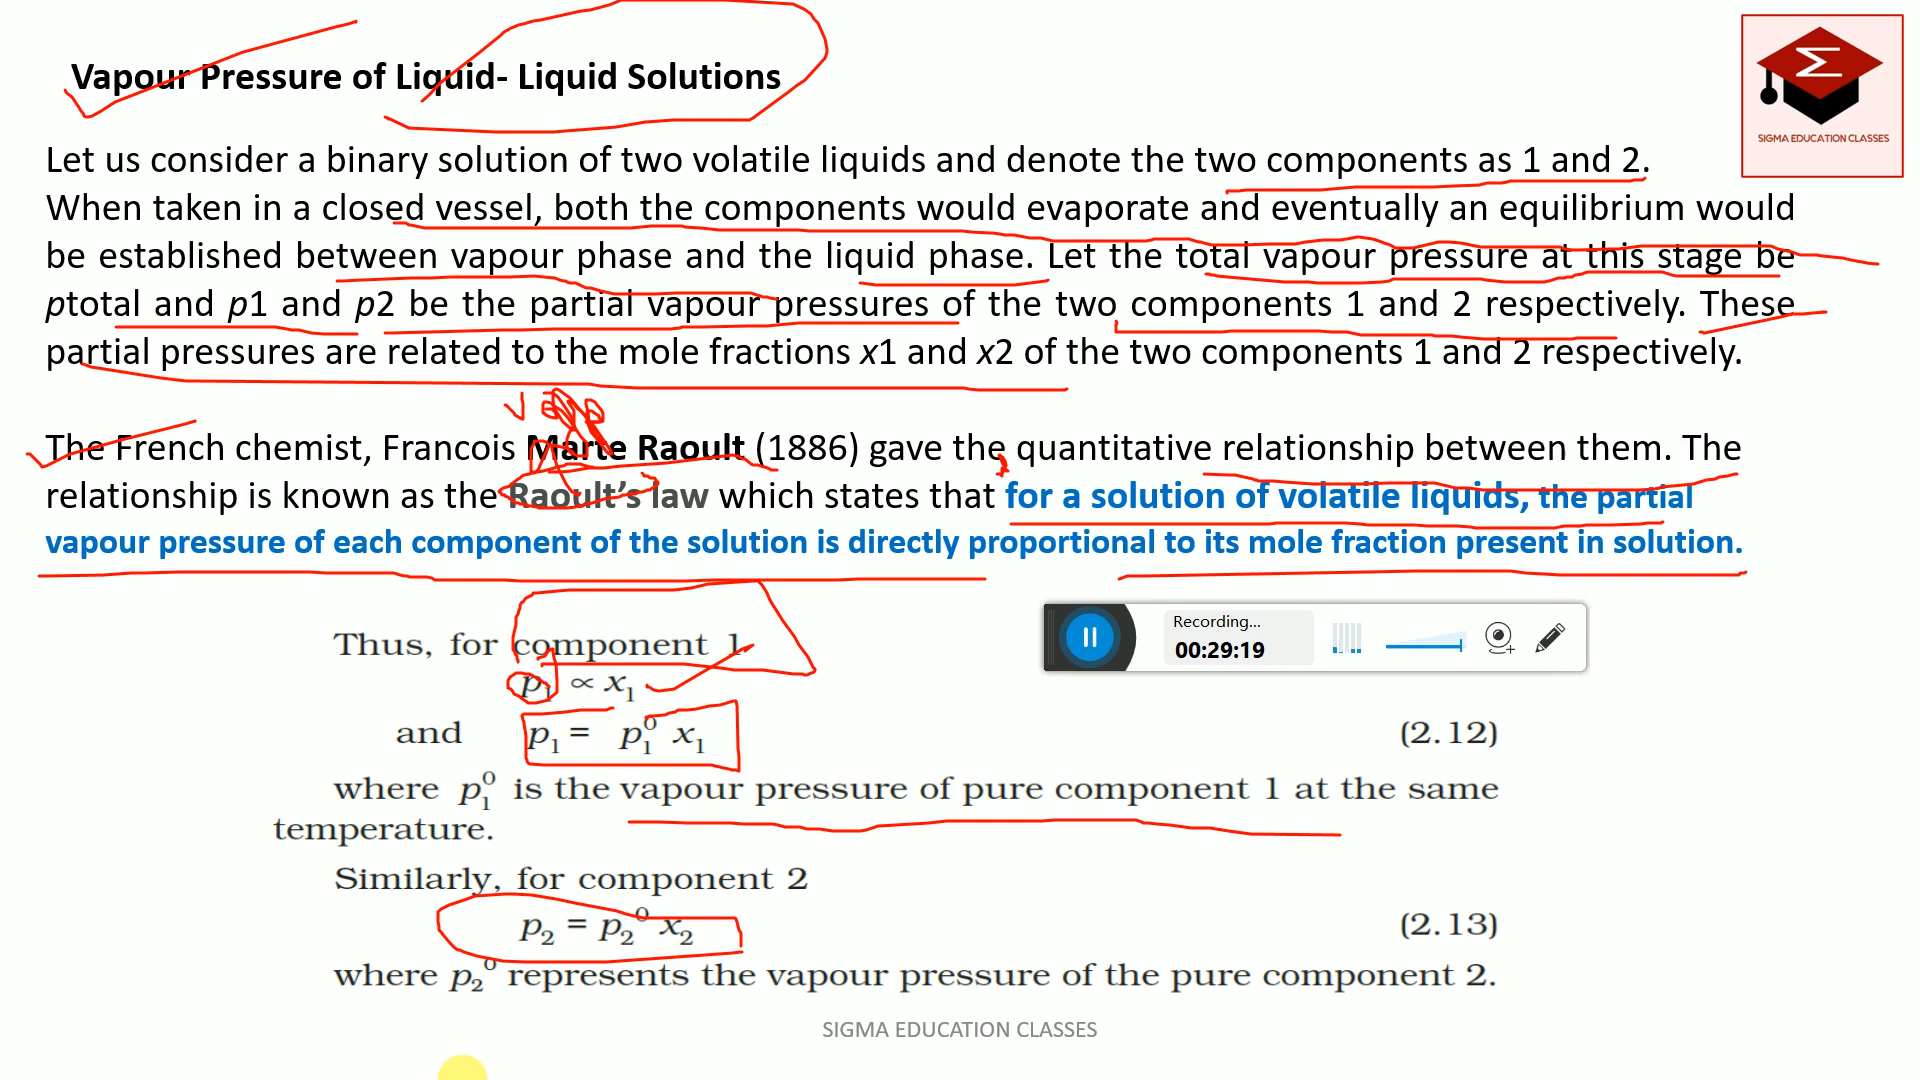 Vapour Pressure of Liquid- Liquid Solutions
Σ
SIGMA EDUCATION CLASSES
Let us consider a binary solution of two volatile liquids and denote the two components as 1 and 2.
When taken in a closed vessel, both the components would evaporate and eventually an equilibrium would
be established between vapour phase and the liquid phase. Let the total vapour pressure at this stage be
ptotal and p1 and p2 be the partial vapour pressures of the two components 1 and 2 respectively. These
partial pressures are related to the mole fractions x1 and x2 of the two components 1 and 2 respectively.
The French chemist, Francois Marte Raoult (1886) gave the quantitative relationship between them. The
relationship is known as the Raoult’s law which states that for a solution of volatile liquids, the partial
vapour pressure of each component of the solution is directly proportional to its mole fraction present in solution.
Thus, for component 1
p₁ ∝ x₁
and p₁ = p₁⁰ x₁ (2.12)
where p₁⁰ is the vapour pressure of pure component 1 at the same
temperature.
Similarly, for component 2
p₂ = p₂⁰ x₂ (2.13)
where p₂⁰ represents the vapour pressure of the pure component 2.
Recording...
00:29:19
SIGMA EDUCATION CLASSES